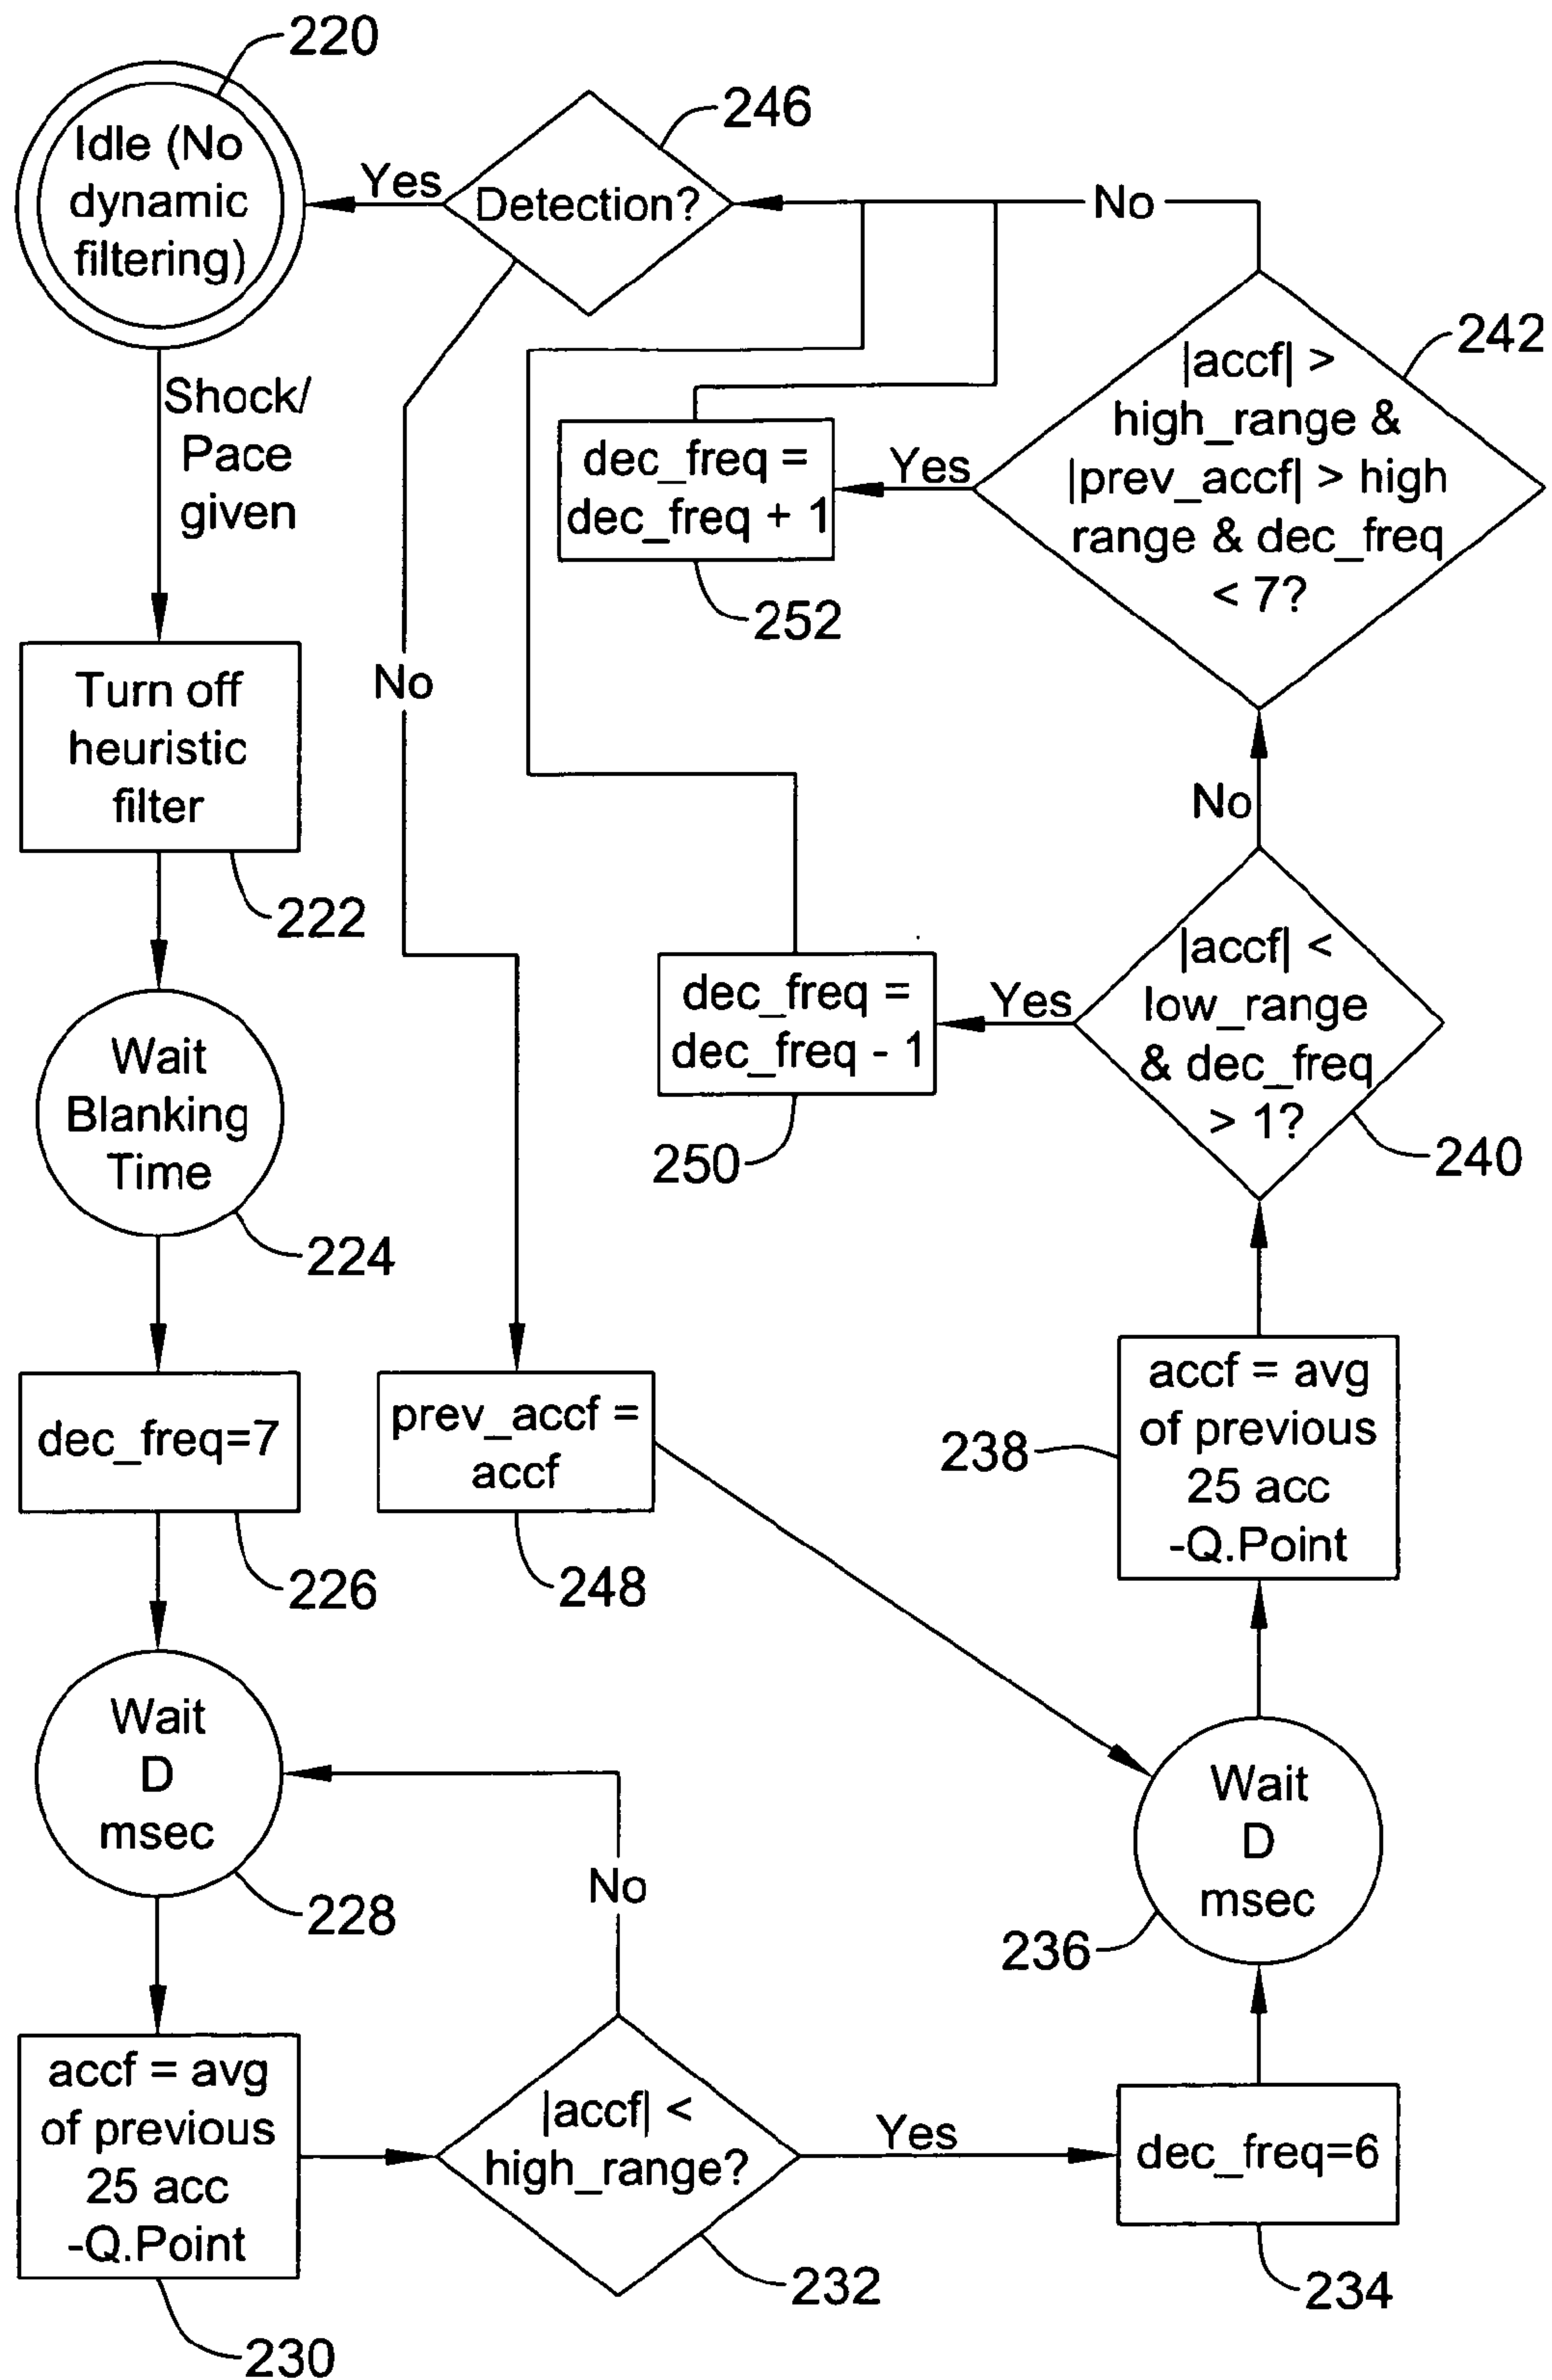 220
Idle (No
dynamic
filtering)
Yes
246
Detection?
No
Shock/
Pace
given
242
|accf| >
high_range &
|prev_accf| > high
range & dec_freq
< 7?
Yes
dec_freq =
dec_freq + 1
252
No
Turn off
heuristic
filter
222
No
|accf| <
low_range
& dec_freq
> 1?
240
Yes
dec_freq =
dec_freq - 1
250
Wait
Blanking
Time
224
dec_freq=7
226
prev_accf =
accf
248
accf = avg
of previous
25 acc
-Q.Point
238
Wait
D
msec
228
No
Wait
D
msec
236
accf = avg
of previous
25 acc
-Q.Point
230
|accf| <
high_range?
232
Yes
dec_freq=6
234